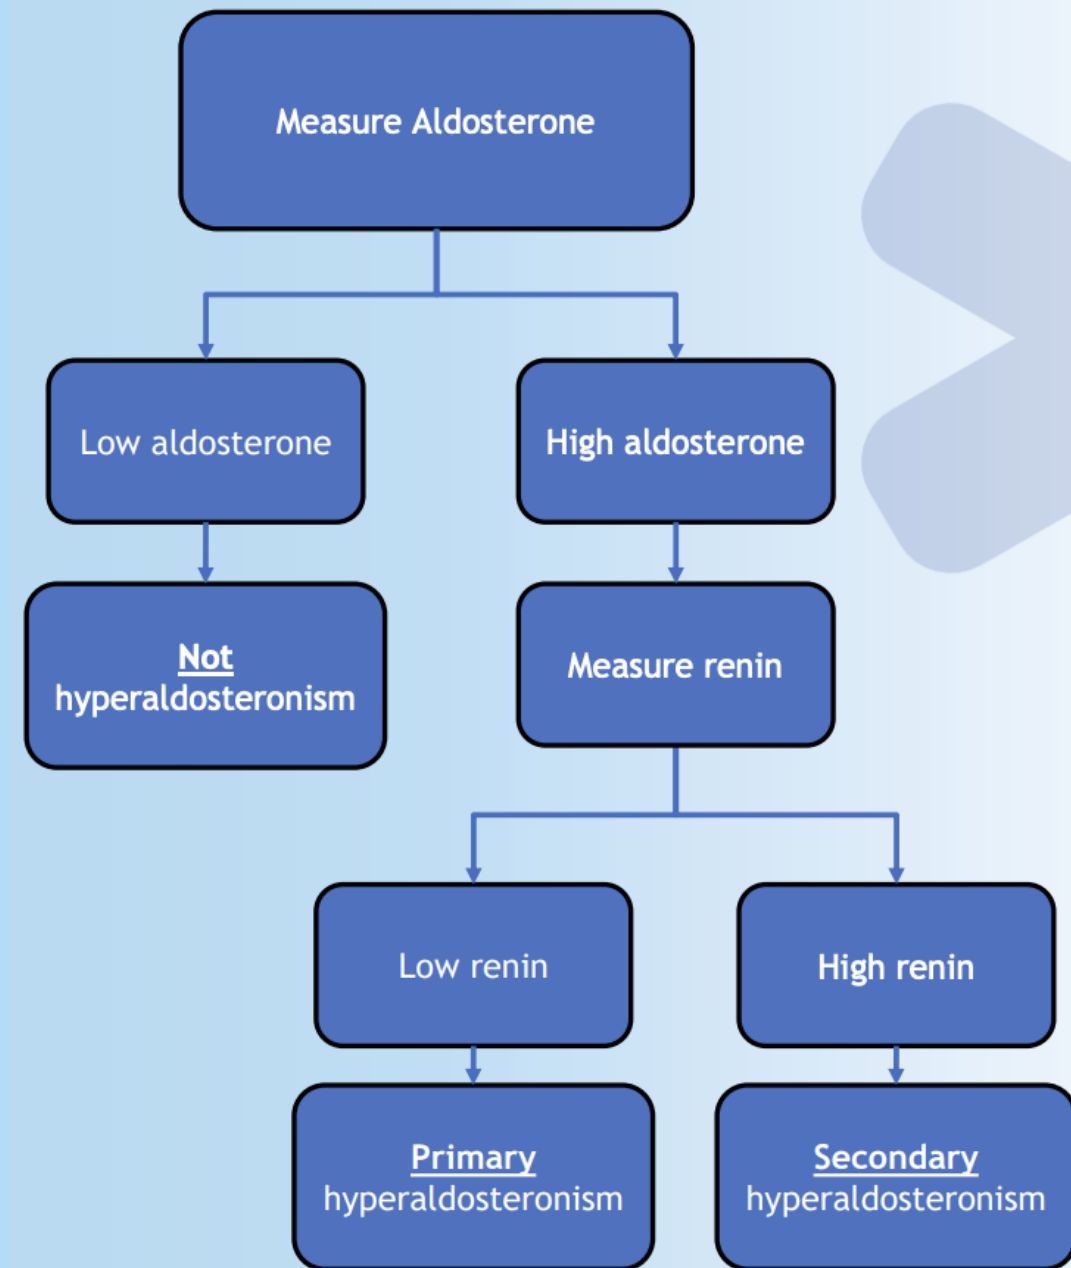 Measure Aldosterone
Low aldosterone
High aldosterone
Not
hyperaldosteronism
Measure renin
Low renin
High renin
Primary
hyperaldosteronism
Secondary
hyperaldosteronism